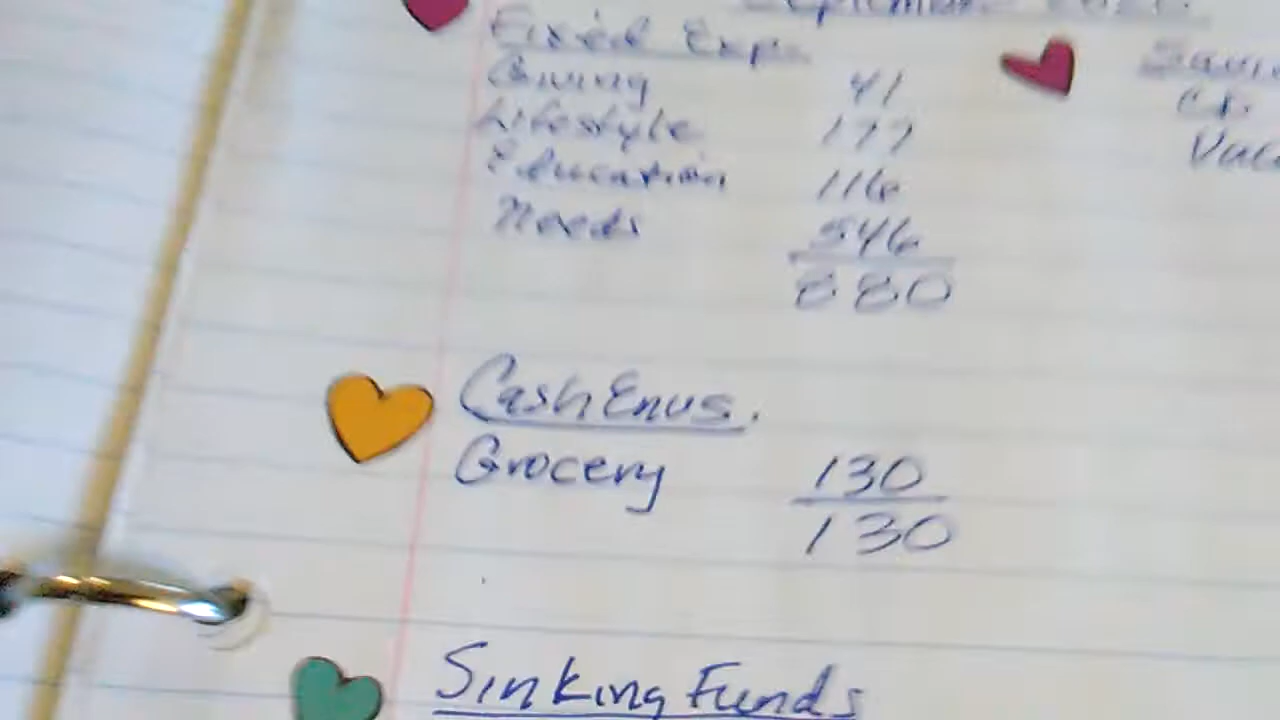 Fixed Exp.
Giving 41
Lifestyle 177
Education 116
Needs 546
880
Cash Envs.
Grocery 130
130
Sinking Funds